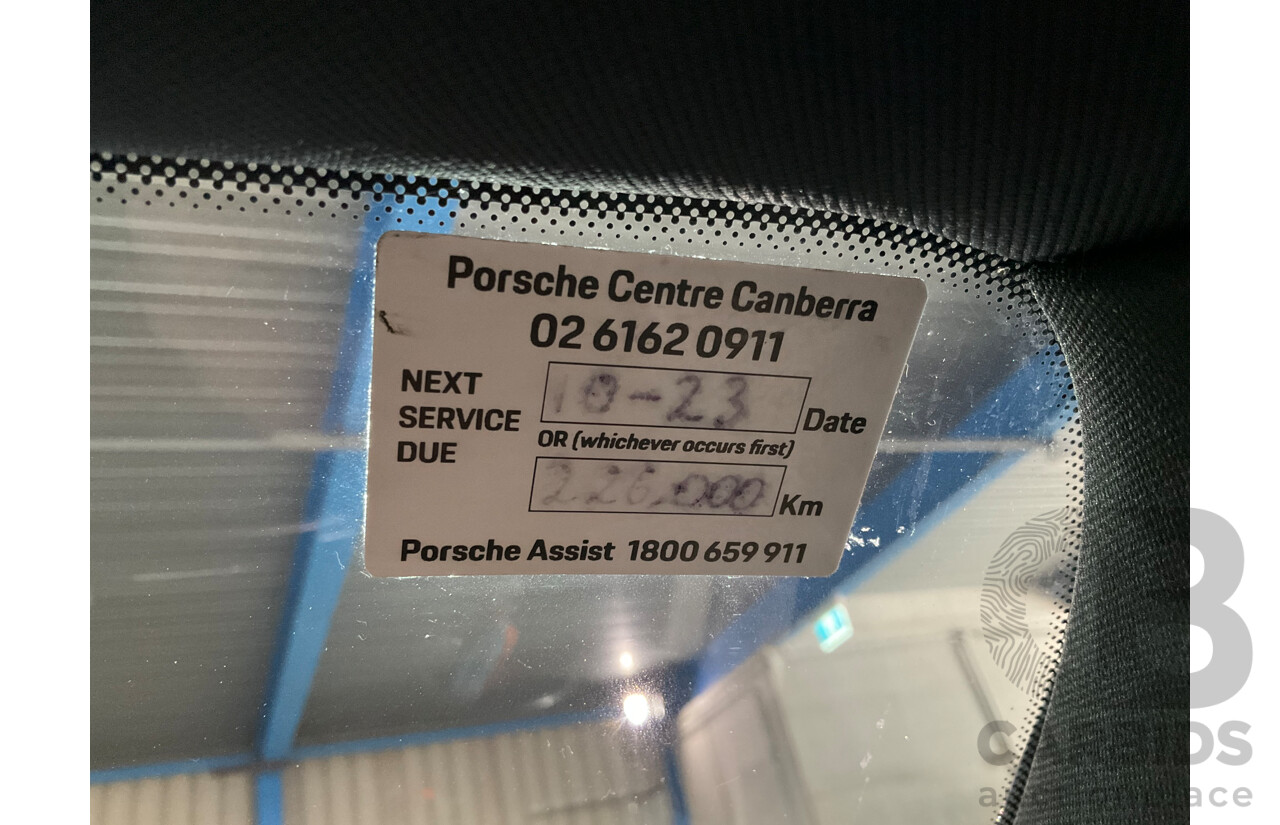 Porsche Centre Canberra
02 6162 0911
NEXT SERVICE DUE
10-23 Date
OR (whichever occurs first)
226,000 Km
Porsche Assist 1800 659 911